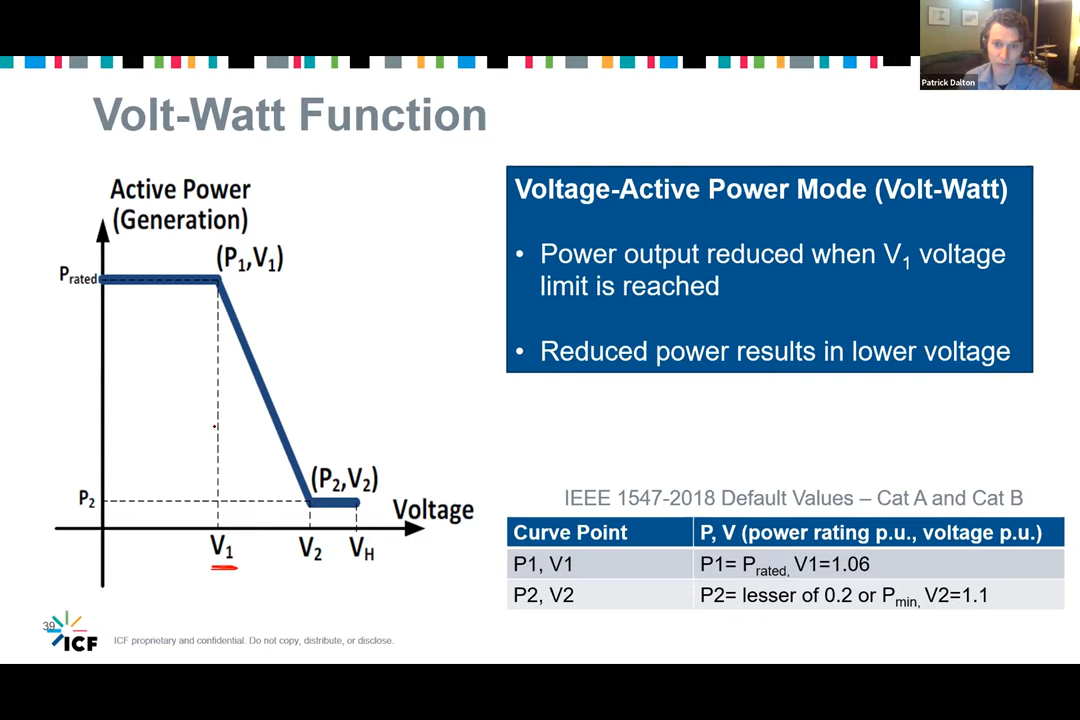 Patrick Dalton
Volt-Watt Function
Active Power
(Generation)
(P1,V1)
Prated
(P2,V2)
P2
Voltage
V1
V2
VH
Voltage-Active Power Mode (Volt-Watt)
• Power output reduced when V1 voltage
limit is reached
• Reduced power results in lower voltage
IEEE 1547-2018 Default Values – Cat A and Cat B
Curve Point P, V (power rating p.u., voltage p.u.)
P1, V1 P1= Prated, V1=1.06
P2, V2 P2= lesser of 0.2 or Pmin, V2=1.1
39
ICF
ICF proprietary and confidential. Do not copy, distribute, or disclose.